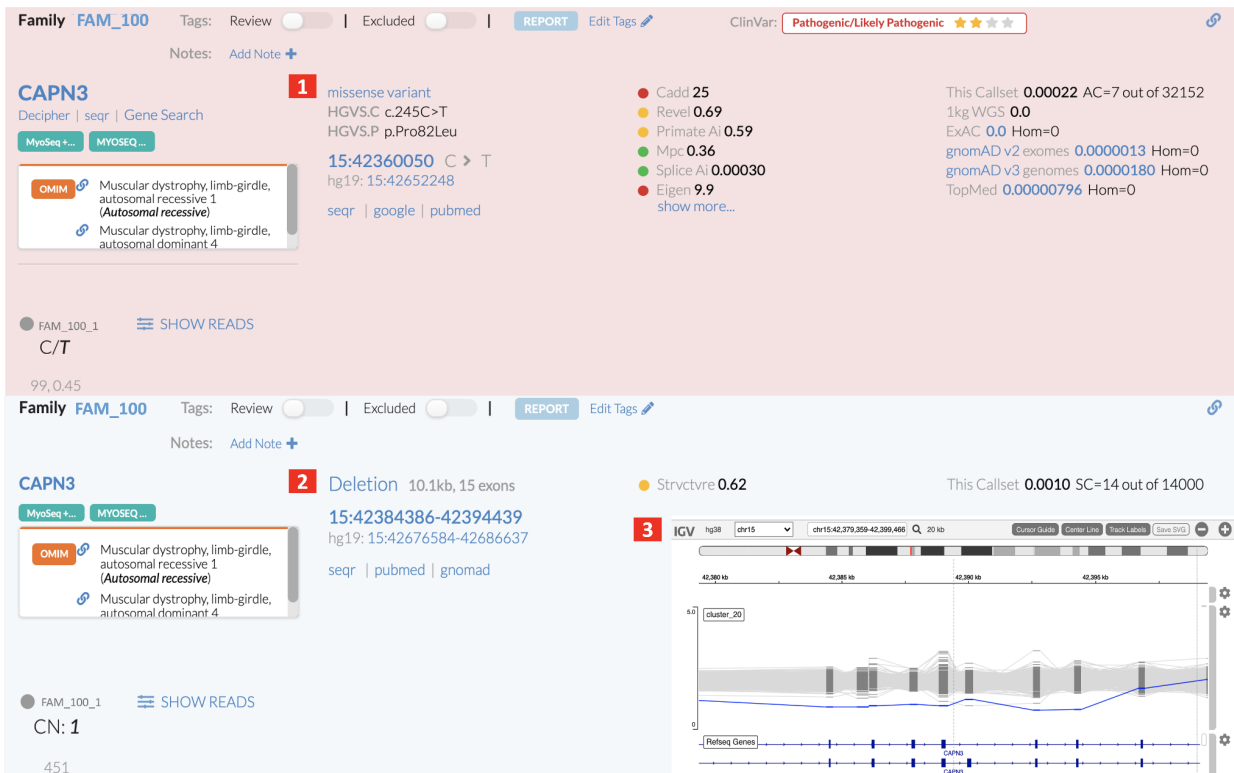 Family FAM_100 Tags: Review | Excluded | REPORT Edit Tags ClinVar: Pathogenic/Likely Pathogenic
Notes: Add Note +
CAPN3
Decipher | seqr | Gene Search
MyoSeq +... MYOSEQ ...
OMIM Muscular dystrophy, limb-girdle,
autosomal recessive 1
(Autosomal recessive)
Muscular dystrophy, limb-girdle,
autosomal dominant 4
1 missense variant
HGVS.C c.245C>T
HGVS.P p.Pro82Leu
15:42360050 C > T
hg19: 15:42652248
seqr | google | pubmed
Cadd 25
Revel 0.69
Primate Ai 0.59
Mpc 0.36
Splice Ai 0.00030
Eigen 9.9
show more...
This Callset 0.00022 AC=7 out of 32152
1kg WGS 0.0
ExAC 0.0 Hom=0
gnomAD v2 exomes 0.0000013 Hom=0
gnomAD v3 genomes 0.0000180 Hom=0
TopMed 0.00000796 Hom=0
FAM_100_1 SHOW READS
C/T
99, 0.45
Family FAM_100 Tags: Review | Excluded | REPORT Edit Tags
Notes: Add Note +
CAPN3
MyoSeq +... MYOSEQ ...
OMIM Muscular dystrophy, limb-girdle,
autosomal recessive 1
(Autosomal recessive)
Muscular dystrophy, limb-girdle,
autosomal dominant 4
2 Deletion 10.1kb, 15 exons
15:42384386-42394439
hg19: 15:42676584-42686637
seqr | pubmed | gnomad
Strvctvre 0.62
This Callset 0.0010 SC=14 out of 14000
3 IGV hg38 chr15 chr15:42,379,359-42,399,466 20 kb Cursor Guide Center Line Track Labels Save SVG
42,380 kb 42,385 kb 42,390 kb 42,395 kb
5.0 cluster_20
0
Refseq Genes
CAPN3
CAPN3
FAM_100_1 SHOW READS
CN: 1
451